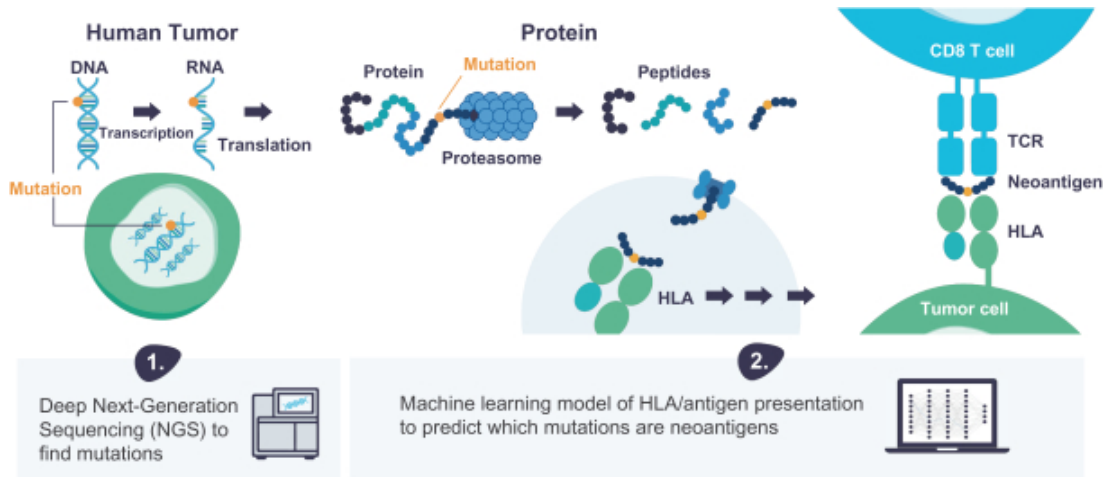 Human Tumor
DNA
RNA
Transcription
Translation
Mutation
Protein
Protein
Mutation
Proteasome
Peptides
HLA
CD8 T cell
TCR
Neoantigen
HLA
Tumor cell
1.
Deep Next-Generation
Sequencing (NGS) to
find mutations
2.
Machine learning model of HLA/antigen presentation
to predict which mutations are neoantigens